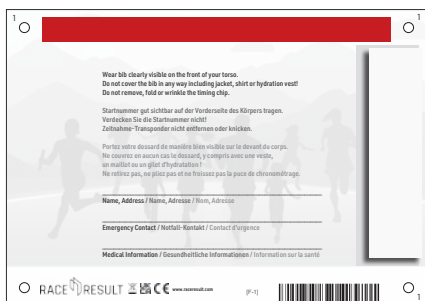 1
1
Wear bib clearly visible on the front of your torso.
Do not cover the bib in any way including jacket, shirt or hydration vest!
Do not remove, fold or wrinkle the timing chip.
Startnummer gut sichtbar auf der Vorderseite des Körpers tragen.
Verdecken Sie die Startnummer nicht!
Zeitnahme-Transponder nicht entfernen oder knicken.
Portez votre dossard de manière bien visible sur le devant du corps.
Ne couvrez en aucun cas le dossard, y compris avec une veste,
un maillot ou un gilet d'hydratation !
Ne retirez pas, ne pliez pas et ne froissez pas la puce de chronométrage.
Name, Address / Name, Adresse / Nom, Adresse
Emergency Contact / Notfall-Kontakt / Contact d'urgence
Medical Information / Gesundheitliche Informationen / Information sur la santé
RACE RESULT CE www.raceresult.com [F-1]
1